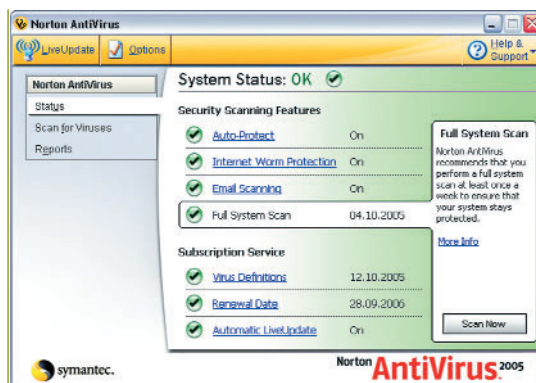 Norton AntiVirus
LiveUpdate Options Help & Support
Norton AntiVirus
Status
Scan for Viruses
Reports
System Status: OK
Security Scanning Features
Auto-Protect On
Internet Worm Protection On
Email Scanning On
Full System Scan 04.10.2005
Subscription Service
Virus Definitions 12.10.2005
Renewal Date 28.09.2006
Automatic LiveUpdate On
Full System Scan
Norton AntiVirus
recommends that you
perform a full system
scan at least once a
week to ensure that
your system stays
protected.
More Info
Scan Now
symantec.
Norton AntiVirus 2005